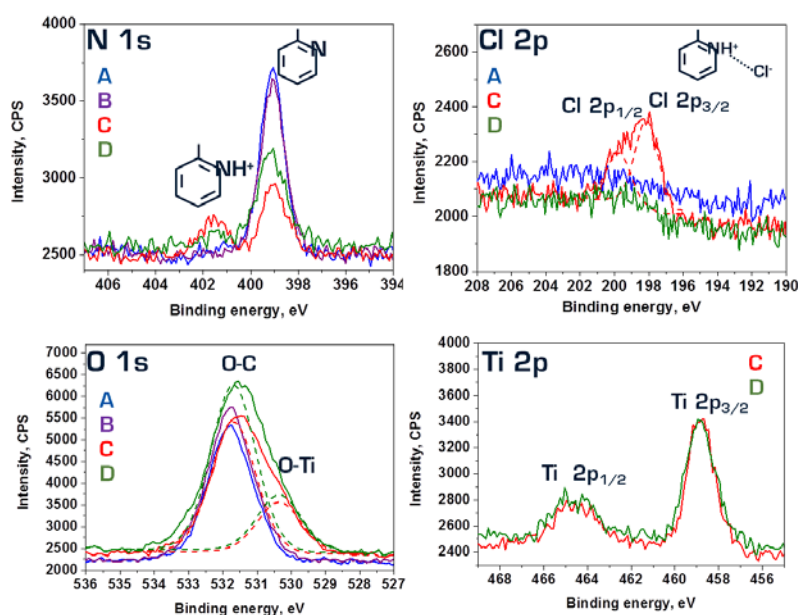 N 1s
A
B
C
D
N
NH+
4000
3500
3000
2500
406 404 402 400 398 396 394
Intensity, CPS
Binding energy, eV
Cl 2p
A
C
D
NH+
Cl-
Cl 2p1/2
Cl 2p3/2
2600
2400
2200
2000
1800
208 206 204 202 200 198 196 194 192 190
Intensity, CPS
Binding energy, eV
O 1s
A
B
C
D
O-C
O-Ti
7000
6500
6000
5500
5000
4500
4000
3500
3000
2500
2000
536 535 534 533 532 531 530 529 528 527
Intensity, CPS
Binding energy, eV
Ti 2p
C
D
Ti 2p1/2
Ti 2p3/2
4000
3800
3600
3400
3200
3000
2800
2600
2400
468 466 464 462 460 458 456
Intensity, CPS
Binding energy, eV